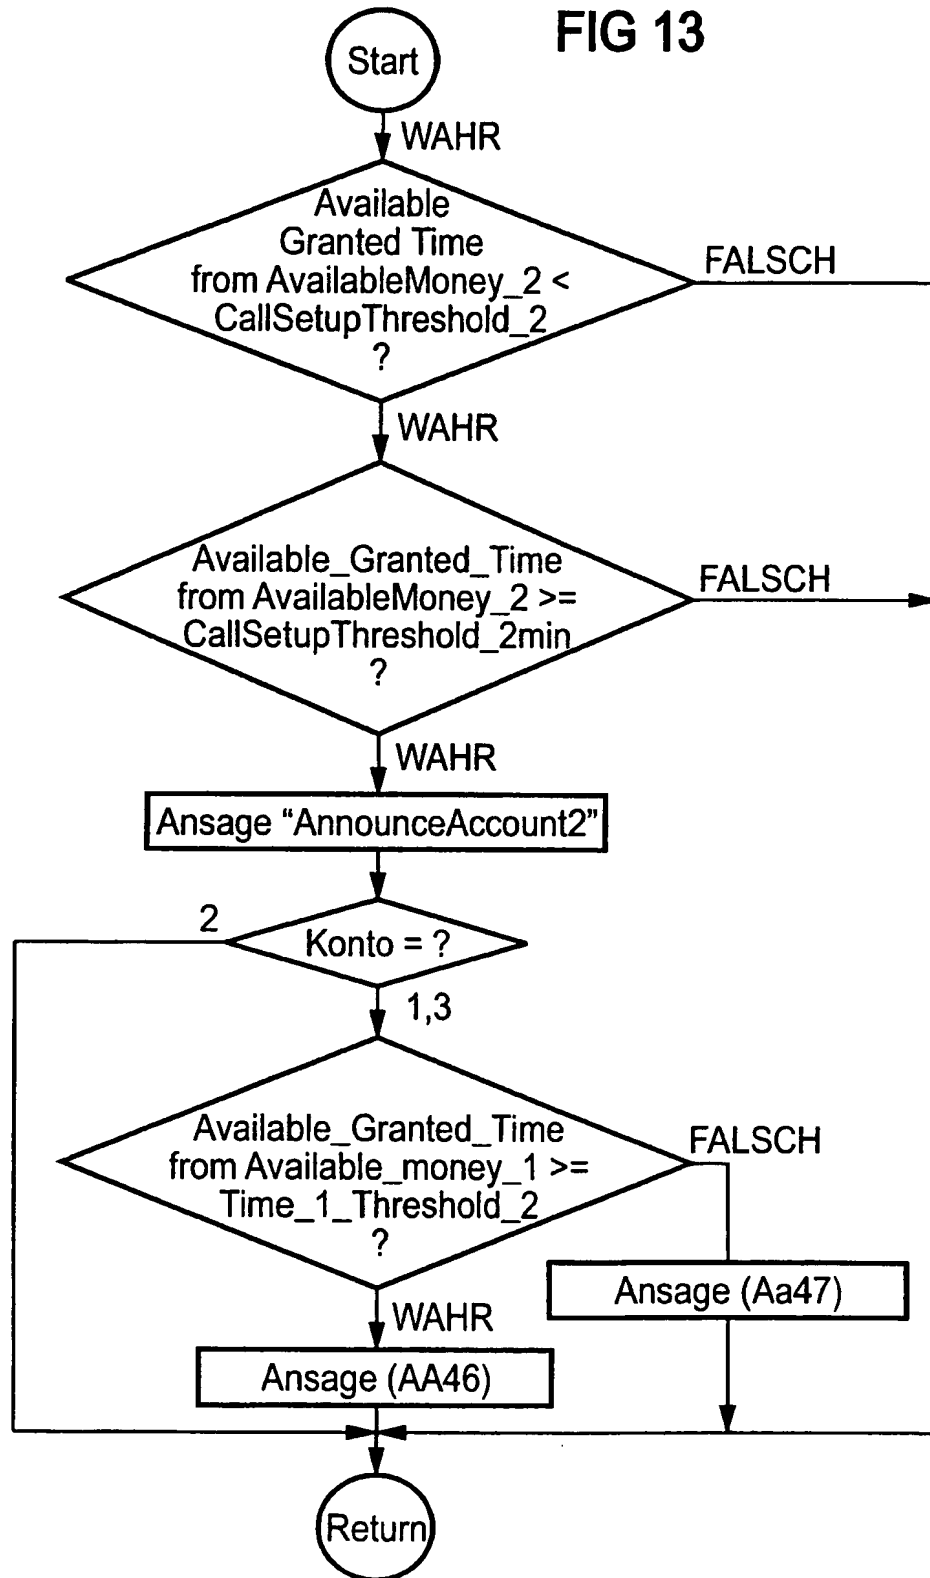 FIG 13
Start
WAHR
Available
Granted Time
from AvailableMoney_2 <
CallSetupThreshold_2
?
FALSCH
WAHR
Available_Granted_Time
from AvailableMoney_2 >=
CallSetupThreshold_2min
?
FALSCH
WAHR
Ansage “AnnounceAccount2”
2
Konto = ?
1,3
Available_Granted_Time
from Available_money_1 >=
Time_1_Threshold_2
?
FALSCH
Ansage (Aa47)
WAHR
Ansage (AA46)
Return